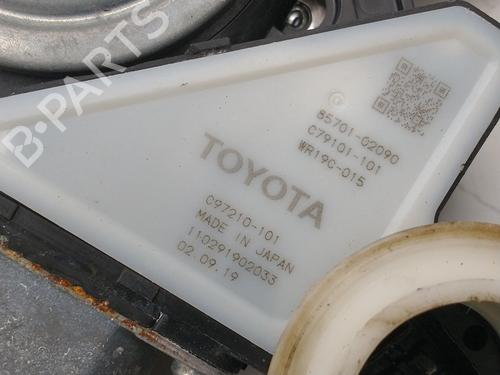 85701-02090
C79101-101
WR19C-015
TOYOTA
C97210-101
MADE IN JAPAN
110291902033
02.09.19
B-PARTS